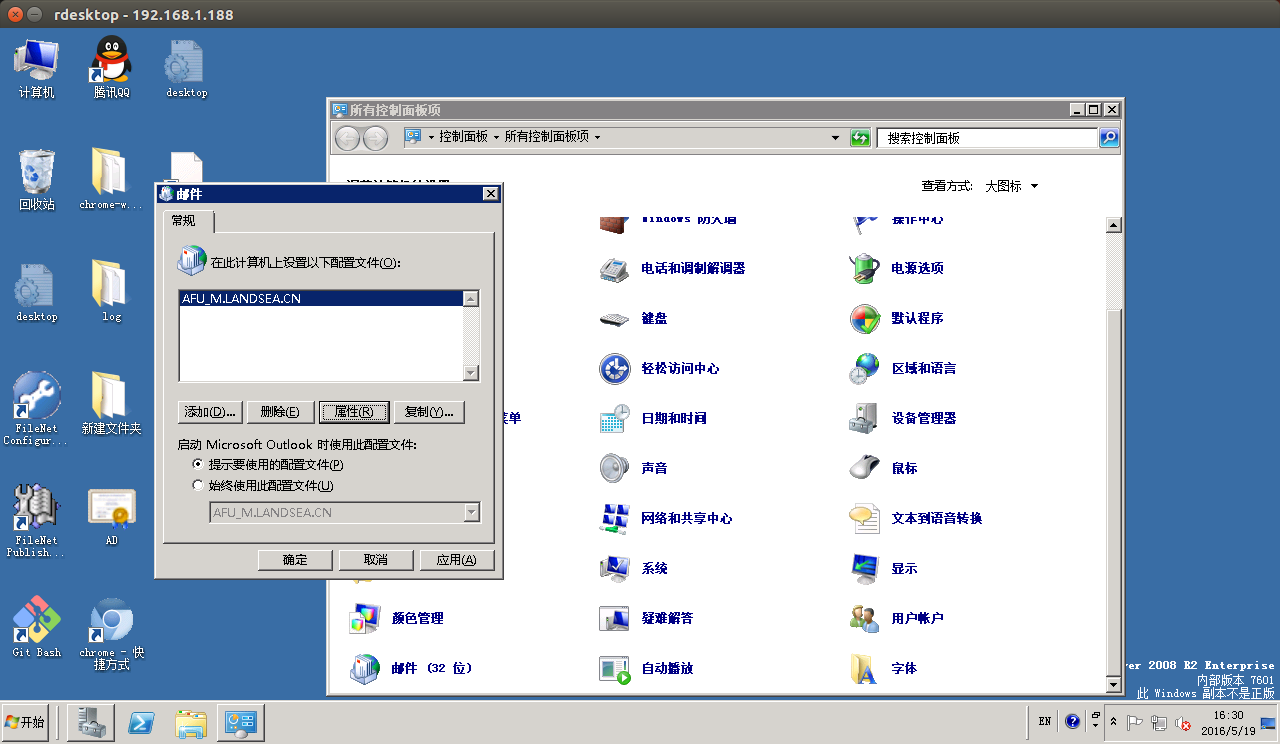 rdesktop - 192.168.1.188
计算机
腾讯QQ
desktop
回收站
chrome-w...
desktop
log
FileNet
Configur...
新建文件夹
FileNet
Publish...
AD
Git Bash
chrome - 快
捷方式
所有控制面板项
控制面板
所有控制面板项
搜索控制面板
查看方式:
大图标
Windows 防火墙
操作中心
电话和调制解调器
电源选项
键盘
默认程序
轻松访问中心
区域和语言
菜单
日期和时间
设备管理器
声音
鼠标
网络和共享中心
文本到语音转换
系统
显示
颜色管理
疑难解答
用户帐户
邮件 (32 位)
自动播放
字体
邮件
常规
在此计算机上设置以下配置文件(O):
AFU_M.LANDSEA.CN
添加(D)...
删除(E)
属性(R)
复制(Y)...
启动 Microsoft Outlook 时使用此配置文件:
提示要使用的配置文件(P)
始终使用此配置文件(U)
AFU_M.LANDSEA.CN
确定
取消
应用(A)
ver 2008 R2 Enterprise
内部版本 7601
此 Windows 副本不是正版
开始
EN
16:30
2016/5/19